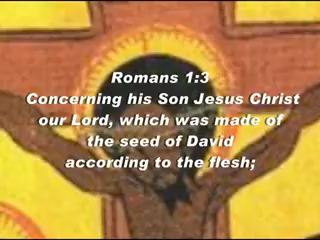 Romans 1:3
Concerning his Son Jesus Christ
our Lord, which was made of
the seed of David
according to the flesh;